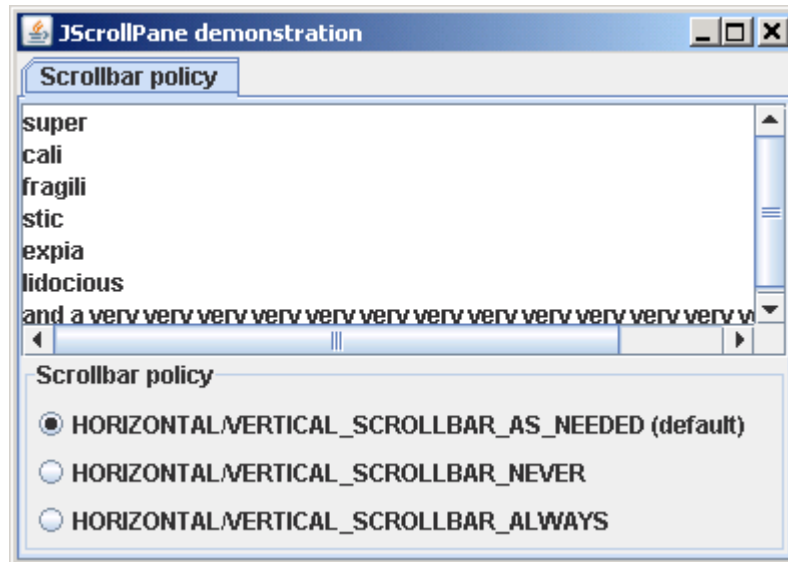 JScrollPane demonstration
Scrollbar policy
super
cali
fragili
stic
expia
lidocious
and a very very very very very very very very very very very very
Scrollbar policy
HORIZONTAL/VERTICAL_SCROLLBAR_AS_NEEDED (default)
HORIZONTAL/VERTICAL_SCROLLBAR_NEVER
HORIZONTAL/VERTICAL_SCROLLBAR_ALWAYS